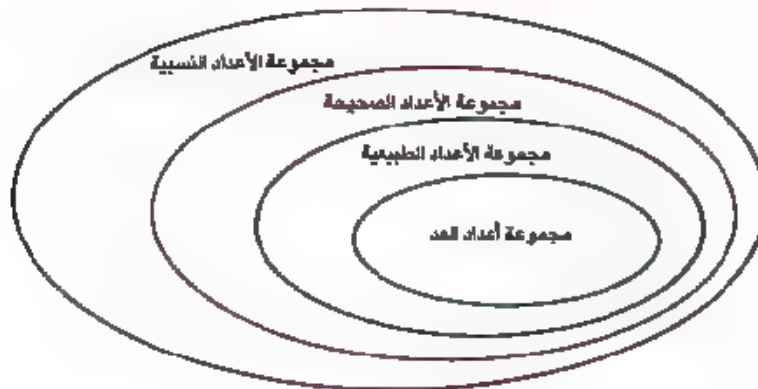 مجموعة الأعداد النسبية
مجموعة الأعداد الصحيحة
مجموعة الأعداد الطبيعية
مجموعة أعداد العد